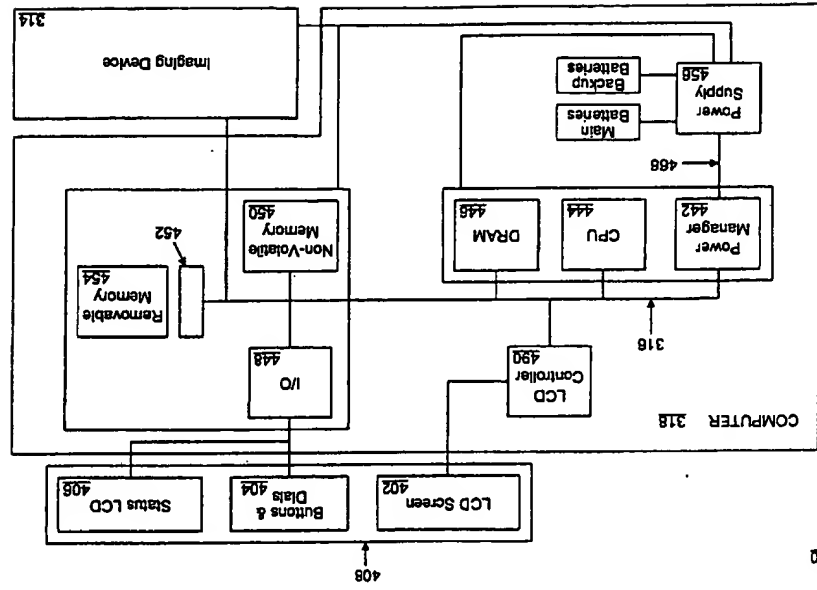 408
LCD Screen
402
Buttons &
Dials
404
Status LCD
406
COMPUTER 318
LCD
Controller
490
I/O
448
316
452
Power
Manager
442
CPU
444
DRAM
446
Non-Volatile
Memory
450
Removable
Memory
454
468
Power
Supply
456
Main
Batteries
Backup
Batteries
Imaging Device
314